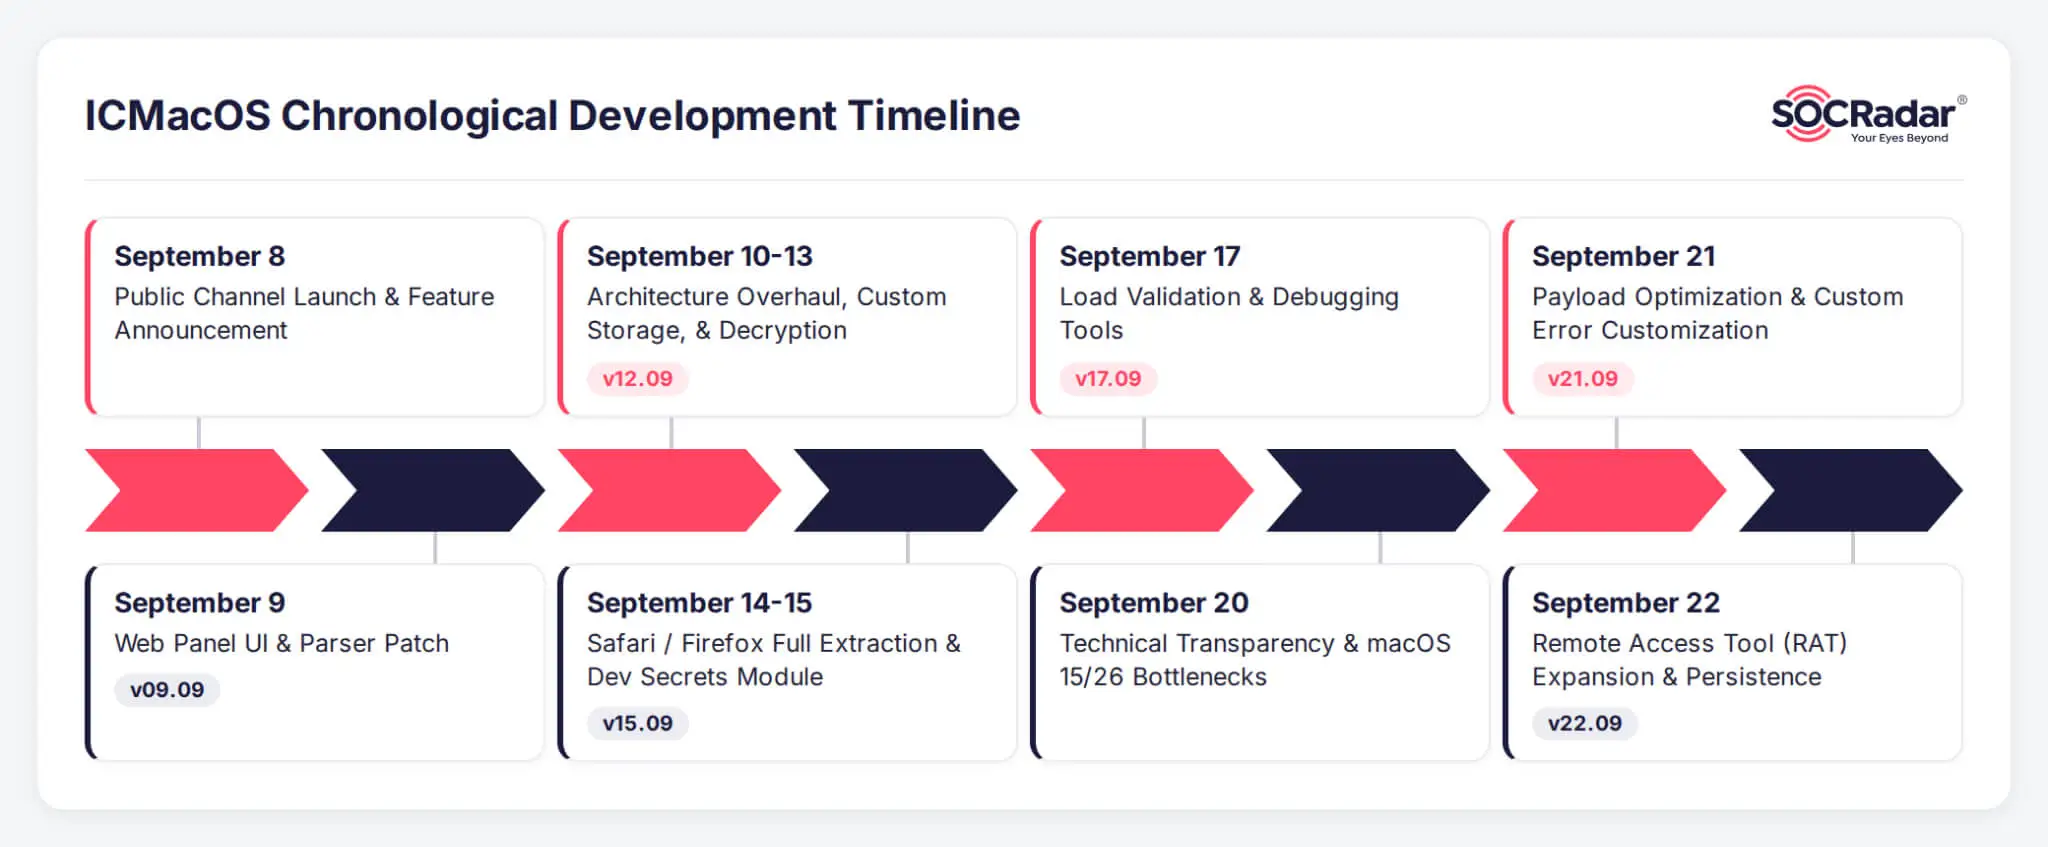 ICMacOS Chronological Development Timeline
SOCRadar®
Your Eyes Beyond
September 8
Public Channel Launch & Feature
Announcement
September 10-13
Architecture Overhaul, Custom
Storage, & Decryption
v12.09
September 17
Load Validation & Debugging
Tools
v17.09
September 21
Payload Optimization & Custom
Error Customization
v21.09
September 9
Web Panel UI & Parser Patch
v09.09
September 14-15
Safari / Firefox Full Extraction &
Dev Secrets Module
v15.09
September 20
Technical Transparency & macOS
15/26 Bottlenecks
September 22
Remote Access Tool (RAT)
Expansion & Persistence
v22.09